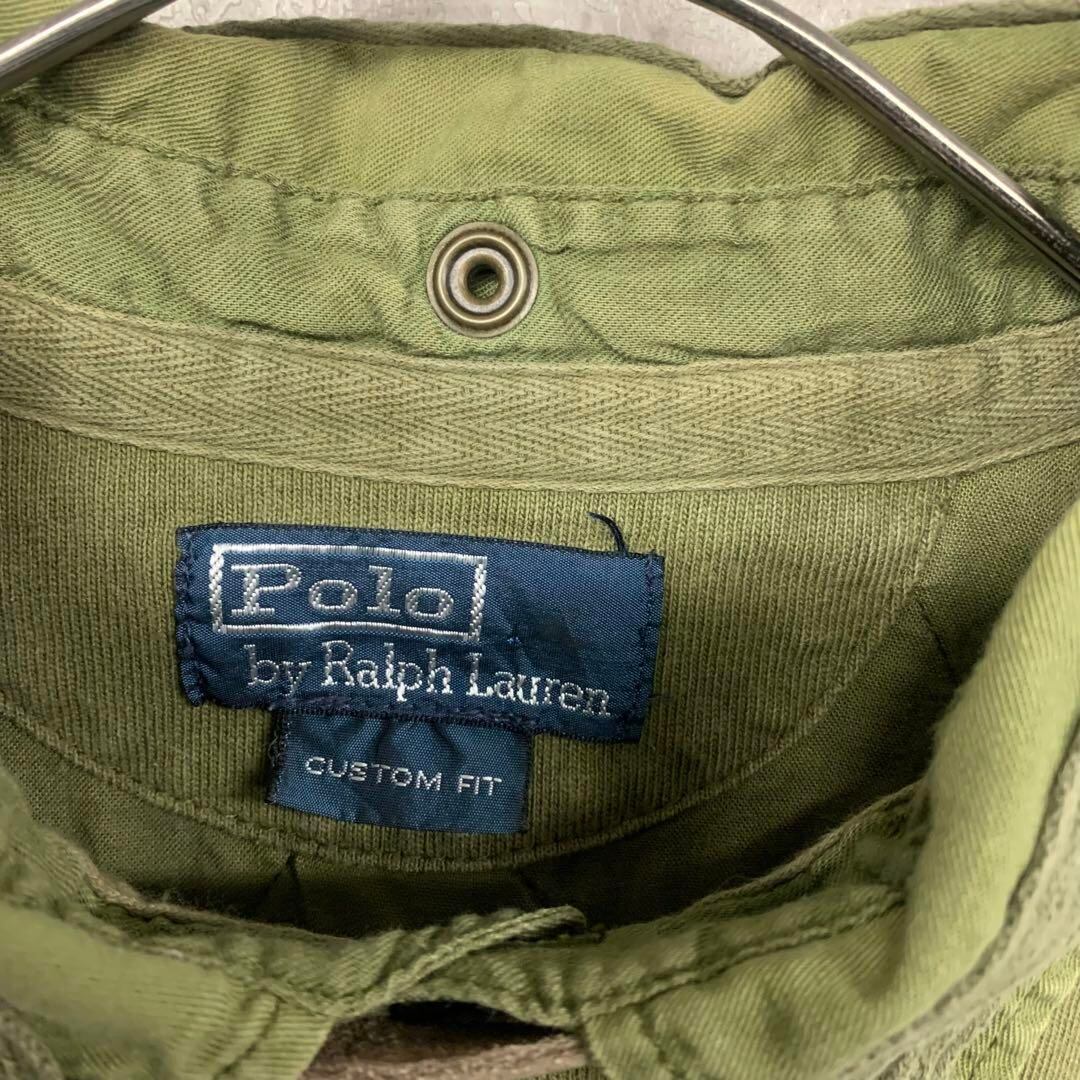 Polo
by Ralph Lauren
CUSTOM FIT